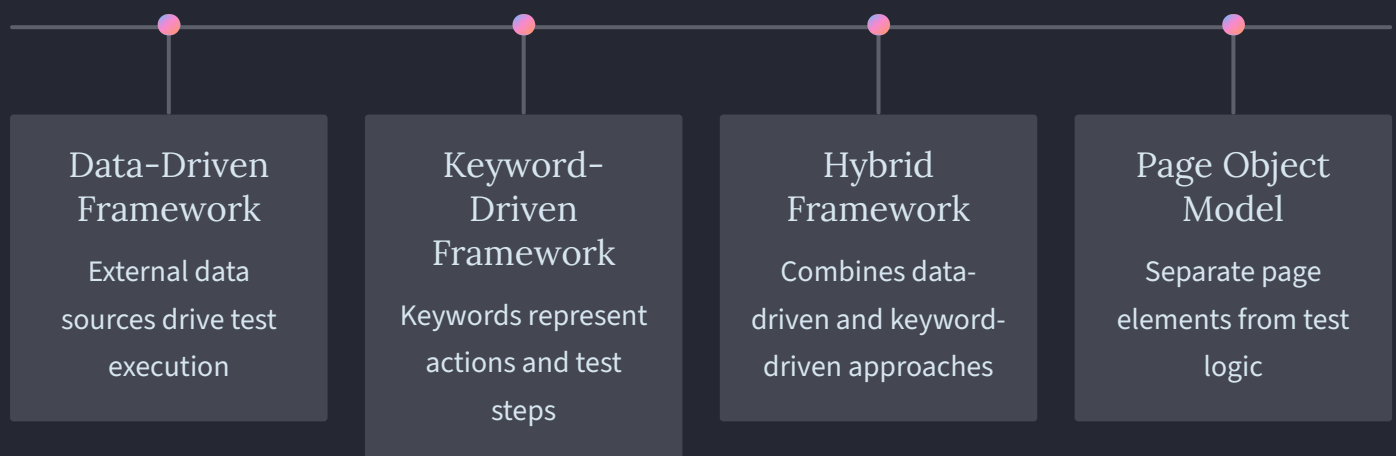 Data-Driven
Framework
External data
sources drive test
execution
Keyword-
Driven
Framework
Keywords represent
actions and test
steps
Hybrid
Framework
Combines data-
driven and keyword-
driven approaches
Page Object
Model
Separate page
elements from test
logic